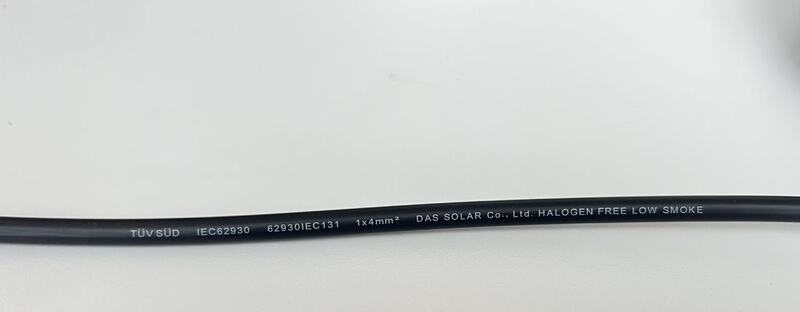 TÜV SÜD IEC62930 62930IEC131 1x4mm² DAS SOLAR Co., Ltd. HALOGEN FREE LOW SMOKE